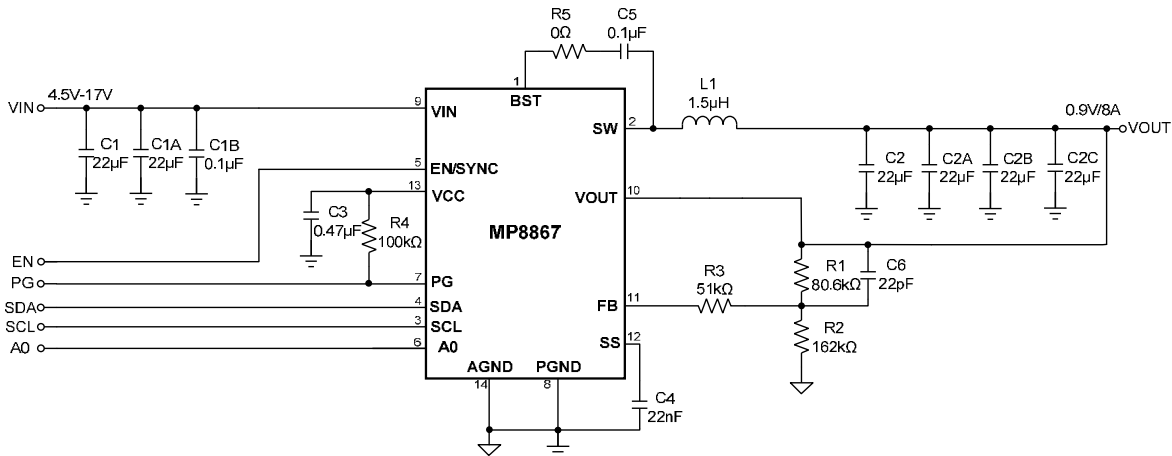 R5
0Ω
C5
0.1µF
1
BST
VIN
4.5V-17V
9
VIN
C1
22µF
C1A
22µF
C1B
0.1µF
SW
2
L1
1.5µH
0.9V/8A
VOUT
C2
22µF
C2A
22µF
C2B
22µF
C2C
22µF
5
EN/SYNC
13
VCC
C3
0.47µF
R4
100kΩ
VOUT
10
MP8867
EN
PG
7
PG
SDA
4
SDA
SCL
3
SCL
A0
6
A0
R3
51kΩ
R1
80.6kΩ
C6
22pF
FB
11
R2
162kΩ
SS
12
AGND
14
PGND
8
C4
22nF